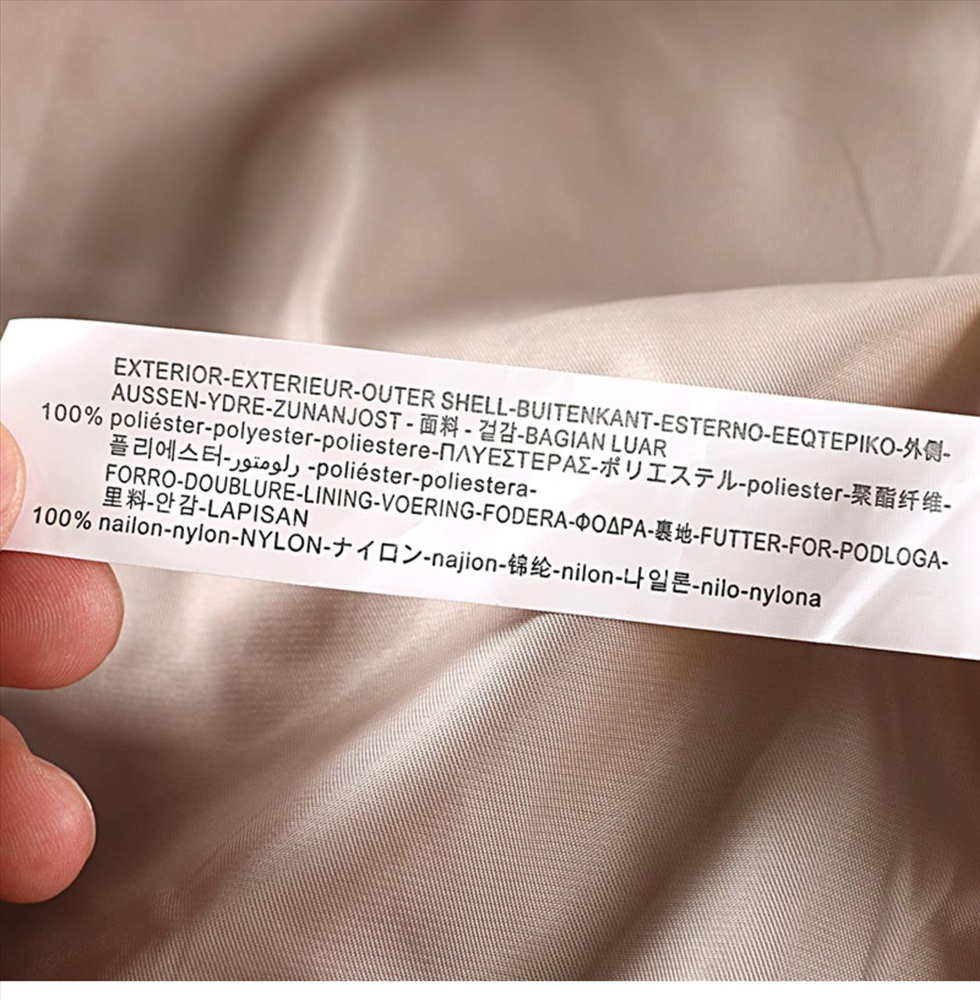 EXTERIOR-EXTERIEUR-OUTER SHELL-BUITENKANT-ESTERNO-EEQTEPIKO-外側-
AUSSEN-YDRE-ZUNANJOST - 面料 - 겉감-BAGIAN LUAR
100% poliéster-polyester-poliestere-ΠΛΥΕΣΤΕΡΑΣ-ポリエステル-poliester-聚酯纤维-
플리에스터-رلومتور -poliéster-poliestera-
FORRO-DOUBLURE-LINING-VOERING-FODERA-ΦΟΔΡΑ-裏地-FUTTER-FOR-PODLOGA-
里料-안감-LAPISAN
100% nailon-nylon-NYLON-ナイロン-najion-锦纶-nilon-나일론-nilo-nylona